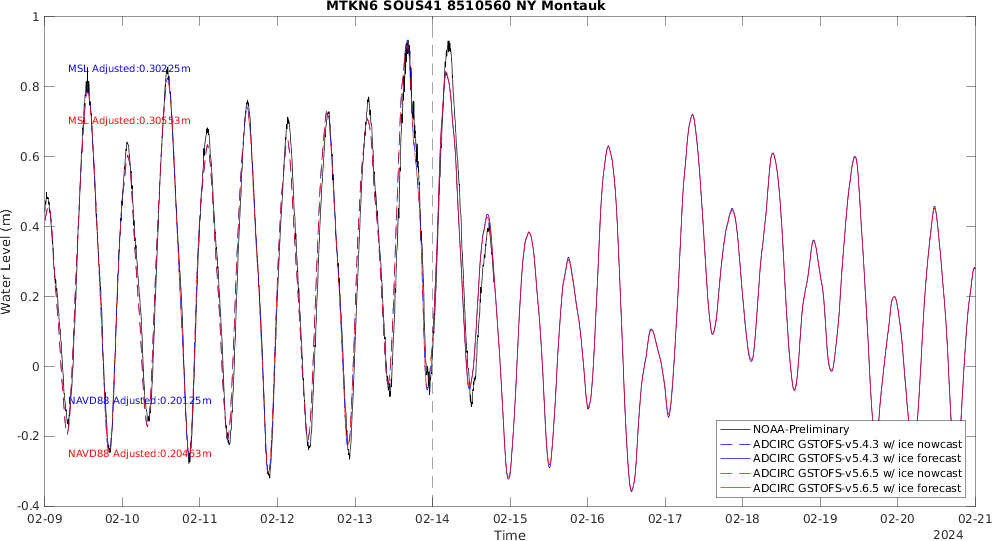 MTKN6 SOUS41 8510560 NY Montauk
Water Level (m)
1
0.8
0.6
0.4
0.2
0
-0.2
-0.4
MSL Adjusted:0.30225m
MSL Adjusted:0.30553m
NAVD88 Adjusted:0.20125m
NAVD88 Adjusted:0.20453m
NOAA-Preliminary
ADCIRC GSTOFS-v5.4.3 w/ ice nowcast
ADCIRC GSTOFS-v5.4.3 w/ ice forecast
ADCIRC GSTOFS-v5.6.5 w/ ice nowcast
ADCIRC GSTOFS-v5.6.5 w/ ice forecast
02-09 02-10 02-11 02-12 02-13 02-14 02-15 02-16 02-17 02-18 02-19 02-20 02-21
Time
2024